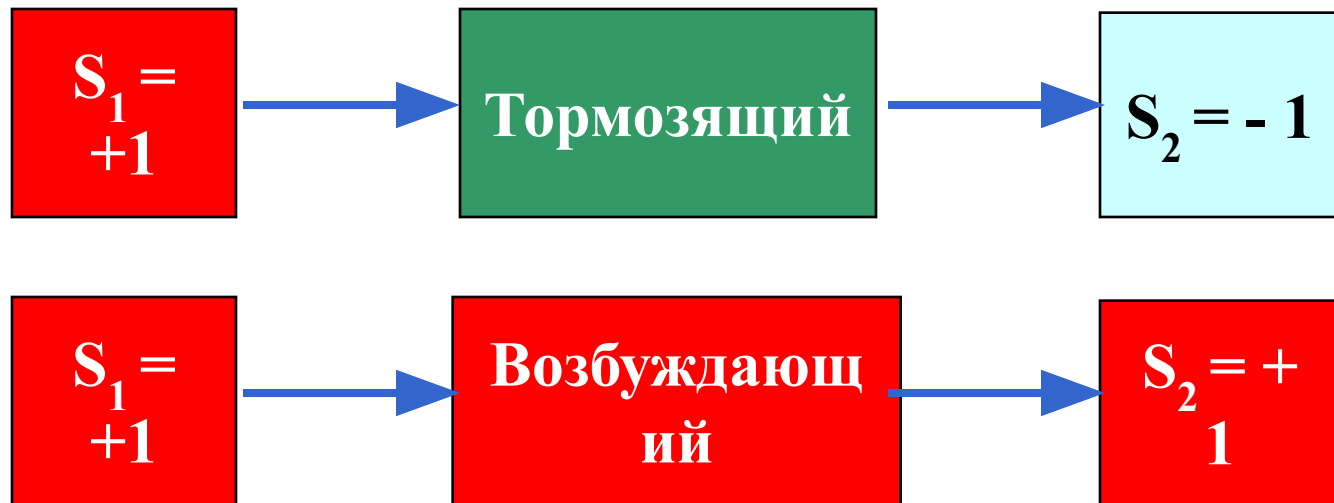 S₁ =
+1
Тормозящий
S₂ = - 1
S₁ =
+1
Возбуждающ
ий
S₂ = +
1